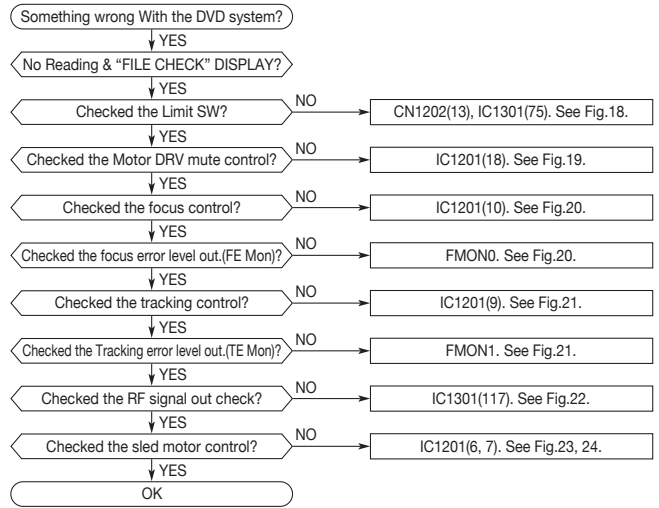 Something wrong With the DVD system?
YES
No Reading & “FILE CHECK” DISPLAY?
YES
Checked the Limit SW?
NO
CN1202(13), IC1301(75). See Fig.18.
YES
Checked the Motor DRV mute control?
NO
IC1201(18). See Fig.19.
YES
Checked the focus control?
NO
IC1201(10). See Fig.20.
YES
Checked the focus error level out.(FE Mon)?
NO
FMON0. See Fig.20.
YES
Checked the tracking control?
NO
IC1201(9). See Fig.21.
YES
Checked the Tracking error level out.(TE Mon)?
NO
FMON1. See Fig.21.
YES
Checked the RF signal out check?
NO
IC1301(117). See Fig.22.
YES
Checked the sled motor control?
NO
IC1201(6, 7). See Fig.23, 24.
YES
OK